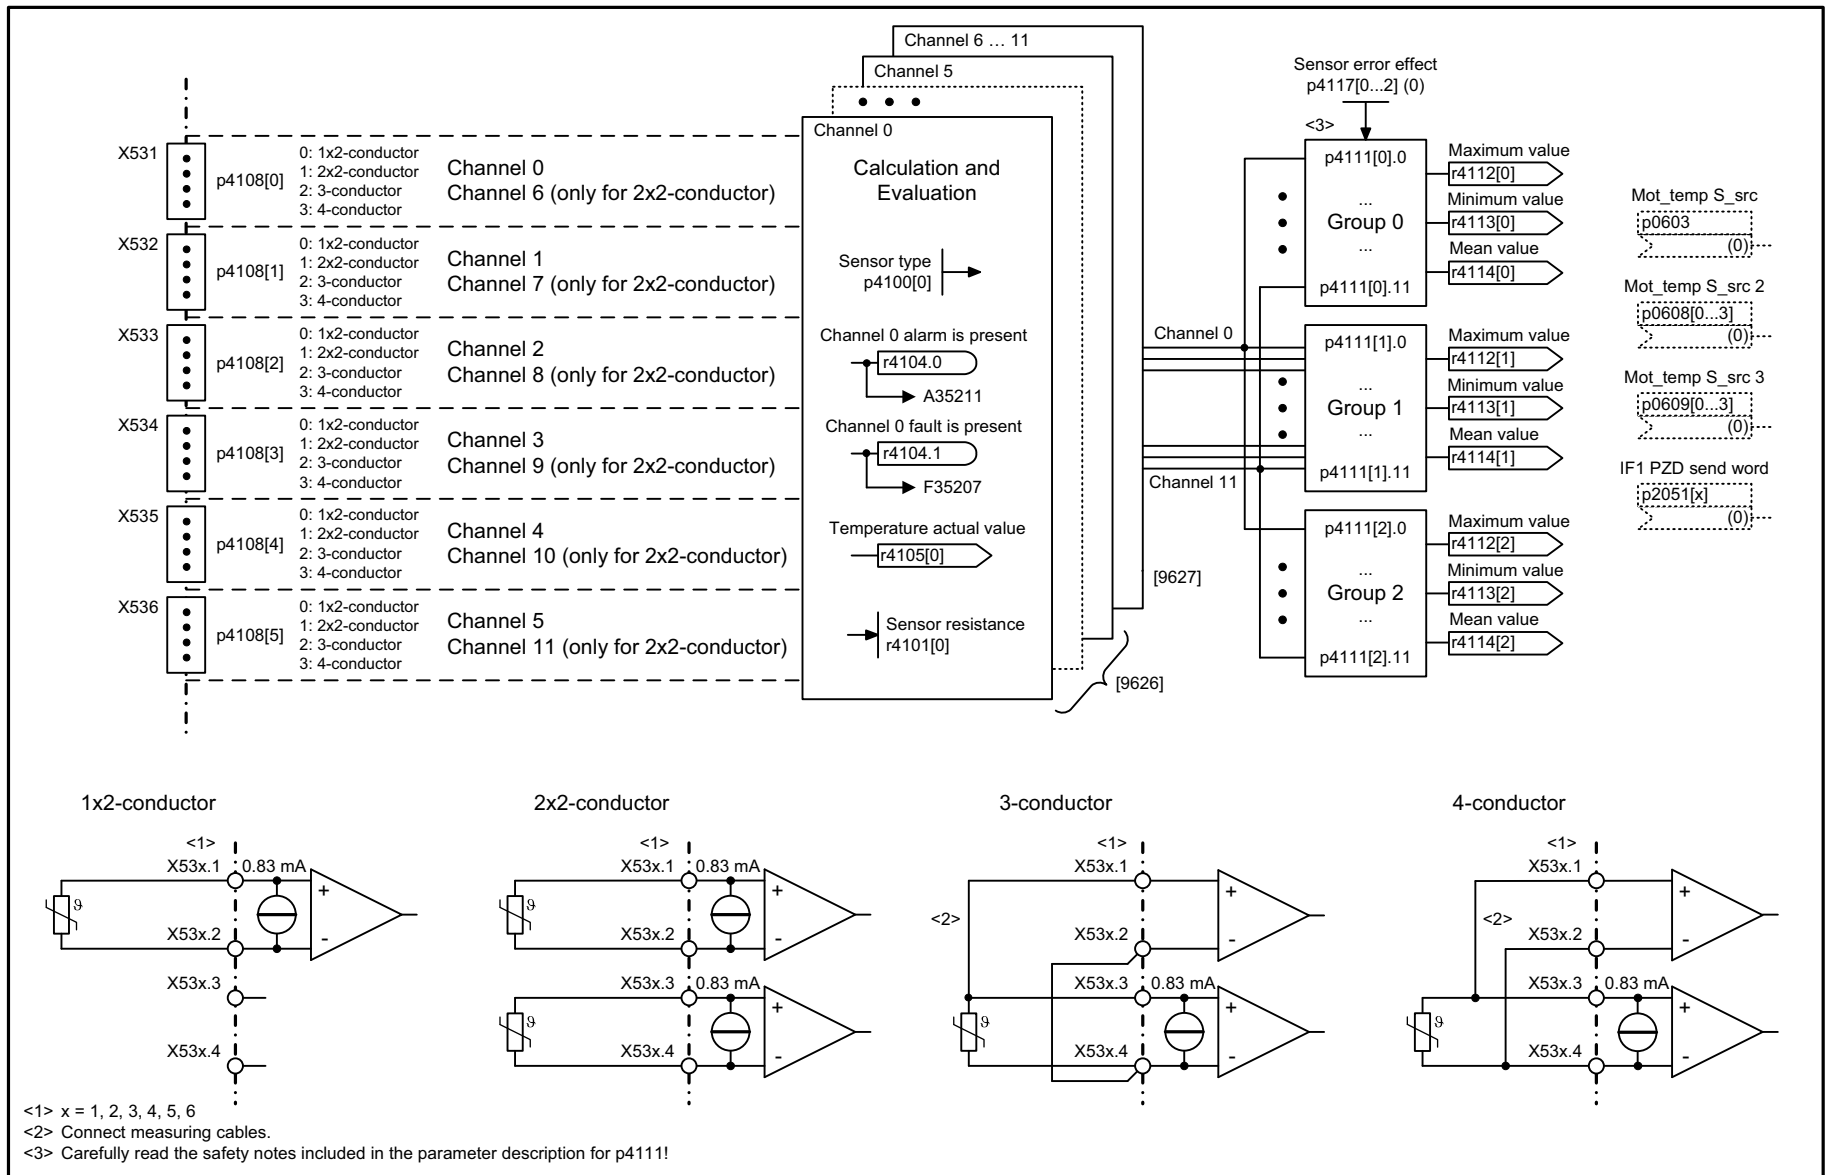 Channel 6 … 11
Channel 5
Channel 0
Calculation and
Evaluation
Sensor type
p4100[0]
Channel 0 alarm is present
r4104.0
A35211
Channel 0 fault is present
r4104.1
F35207
Temperature actual value
r4105[0]
Sensor resistance
r4101[0]
[9627]
[9626]
X531
p4108[0]
0: 1x2-conductor
1: 2x2-conductor
2: 3-conductor
3: 4-conductor
Channel 0
Channel 6 (only for 2x2-conductor)
X532
p4108[1]
0: 1x2-conductor
1: 2x2-conductor
2: 3-conductor
3: 4-conductor
Channel 1
Channel 7 (only for 2x2-conductor)
X533
p4108[2]
0: 1x2-conductor
1: 2x2-conductor
2: 3-conductor
3: 4-conductor
Channel 2
Channel 8 (only for 2x2-conductor)
X534
p4108[3]
0: 1x2-conductor
1: 2x2-conductor
2: 3-conductor
3: 4-conductor
Channel 3
Channel 9 (only for 2x2-conductor)
X535
p4108[4]
0: 1x2-conductor
1: 2x2-conductor
2: 3-conductor
3: 4-conductor
Channel 4
Channel 10 (only for 2x2-conductor)
X536
p4108[5]
0: 1x2-conductor
1: 2x2-conductor
2: 3-conductor
3: 4-conductor
Channel 5
Channel 11 (only for 2x2-conductor)
Channel 0
Channel 11
Sensor error effect
p4117[0...2] (0)
<3>
p4111[0].0
...
Group 0
...
p4111[0].11
Maximum value
r4112[0]
Minimum value
r4113[0]
Mean value
r4114[0]
p4111[1].0
...
Group 1
...
p4111[1].11
Maximum value
r4112[1]
Minimum value
r4113[1]
Mean value
r4114[1]
p4111[2].0
...
Group 2
...
p4111[2].11
Maximum value
r4112[2]
Minimum value
r4113[2]
Mean value
r4114[2]
Mot_temp S_src
p0603
(0)
Mot_temp S_src 2
p0608[0...3]
(0)
Mot_temp S_src 3
p0609[0...3]
(0)
IF1 PZD send word
p2051[x]
(0)
1x2-conductor
<1>
X53x.1
0.83 mA
+
ϑ
X53x.2
-
X53x.3
X53x.4
2x2-conductor
<1>
X53x.1
0.83 mA
+
ϑ
X53x.2
-
X53x.3
0.83 mA
+
ϑ
X53x.4
-
3-conductor
<1>
X53x.1
+
<2>
X53x.2
-
X53x.3
0.83 mA
+
ϑ
X53x.4
-
4-conductor
<1>
X53x.1
+
<2>
X53x.2
-
X53x.3
0.83 mA
+
ϑ
X53x.4
-
<1> x = 1, 2, 3, 4, 5, 6
<2> Connect measuring cables.
<3> Carefully read the safety notes included in the parameter description for p4111!